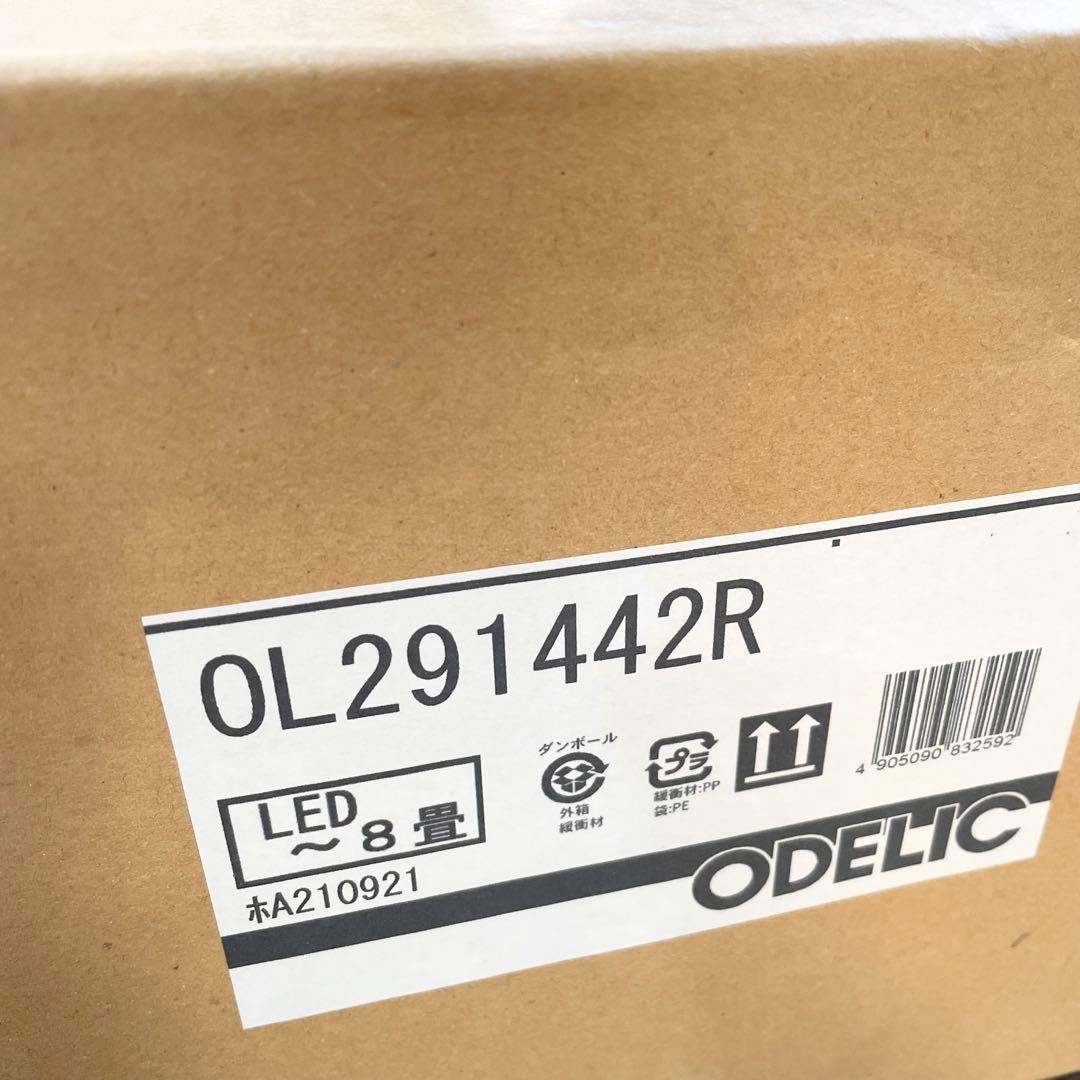 OL291442R
LED
～8畳
ホA210921
ダンボール
外箱
緩衝材
プラ
緩衝材:PP
袋:PE
4 905090 832592
ODELIC